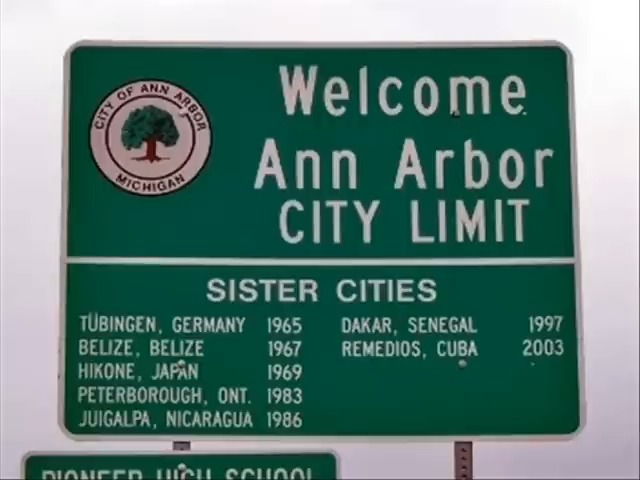 CITY OF ANN ARBOR
MICHIGAN
Welcome
Ann Arbor
CITY LIMIT
SISTER CITIES
TÜBINGEN, GERMANY 1965
BELIZE, BELIZE 1967
HIKONE, JAPAN 1969
PETERBOROUGH, ONT. 1983
JUIGALPA, NICARAGUA 1986
DAKAR, SENEGAL 1997
REMEDIOS, CUBA 2003
PIONEER HIGH SCHOOL